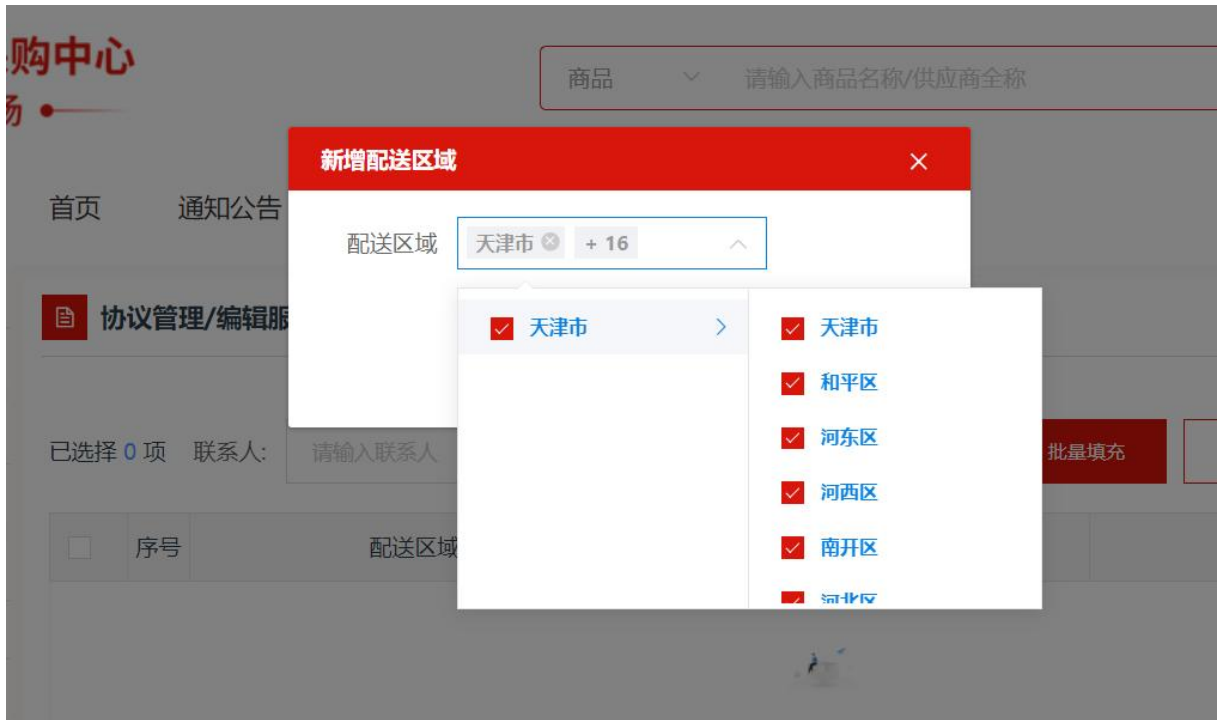 购中心
场
商品
请输入商品名称/供应商全称
新增配送区域
首页
通知公告
配送区域
天津市
+ 16
协议管理/编辑服
天津市
天津市
和平区
河东区
河西区
南开区
河北区
已选择 0 项
联系人:
请输入联系人
批量填充
序号
配送区域